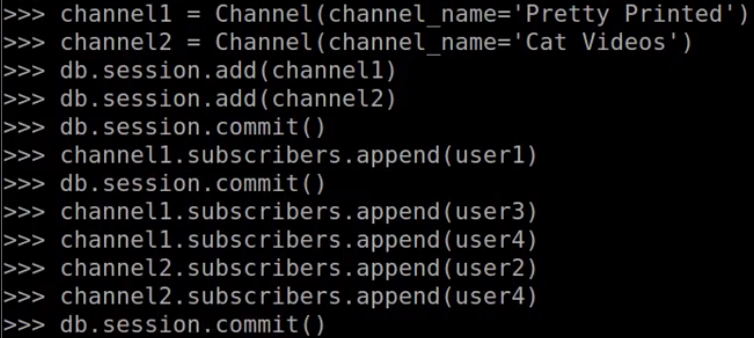 >>> channel1 = Channel(channel_name='Pretty Printed')
>>> channel2 = Channel(channel_name='Cat Videos')
>>> db.session.add(channel1)
>>> db.session.add(channel2)
>>> db.session.commit()
>>> channel1.subscribers.append(user1)
>>> db.session.commit()
>>> channel1.subscribers.append(user3)
>>> channel1.subscribers.append(user4)
>>> channel2.subscribers.append(user2)
>>> channel2.subscribers.append(user4)
>>> db.session.commit()